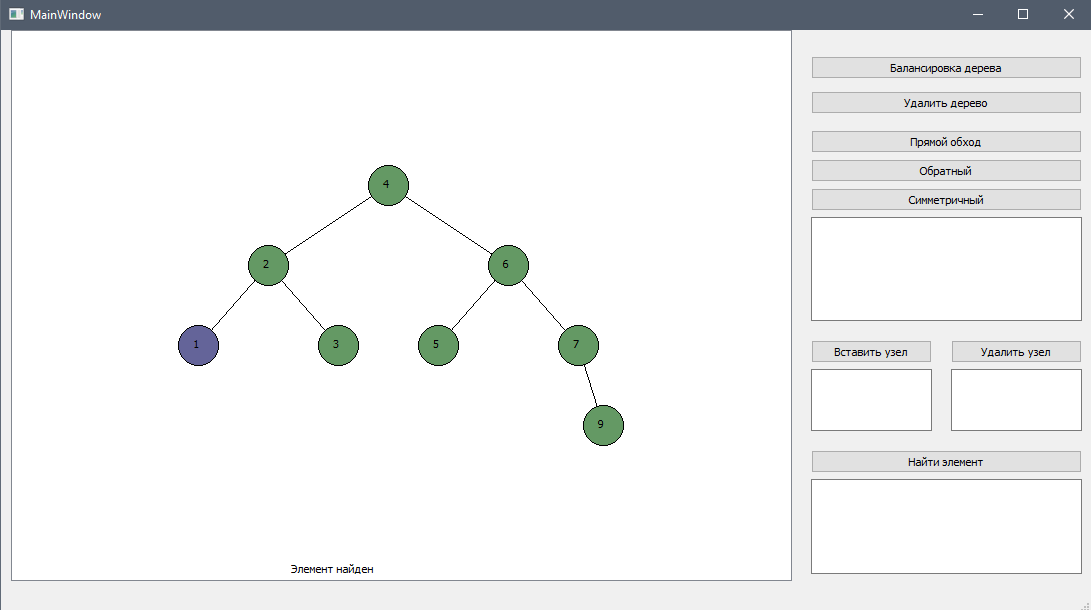 MainWindow
Балансировка дерева
Удалить дерево
Прямой обход
Обратный
Симметричный
4
2
6
1
3
5
7
9
Вставить узел
Удалить узел
Найти элемент
Элемент найден